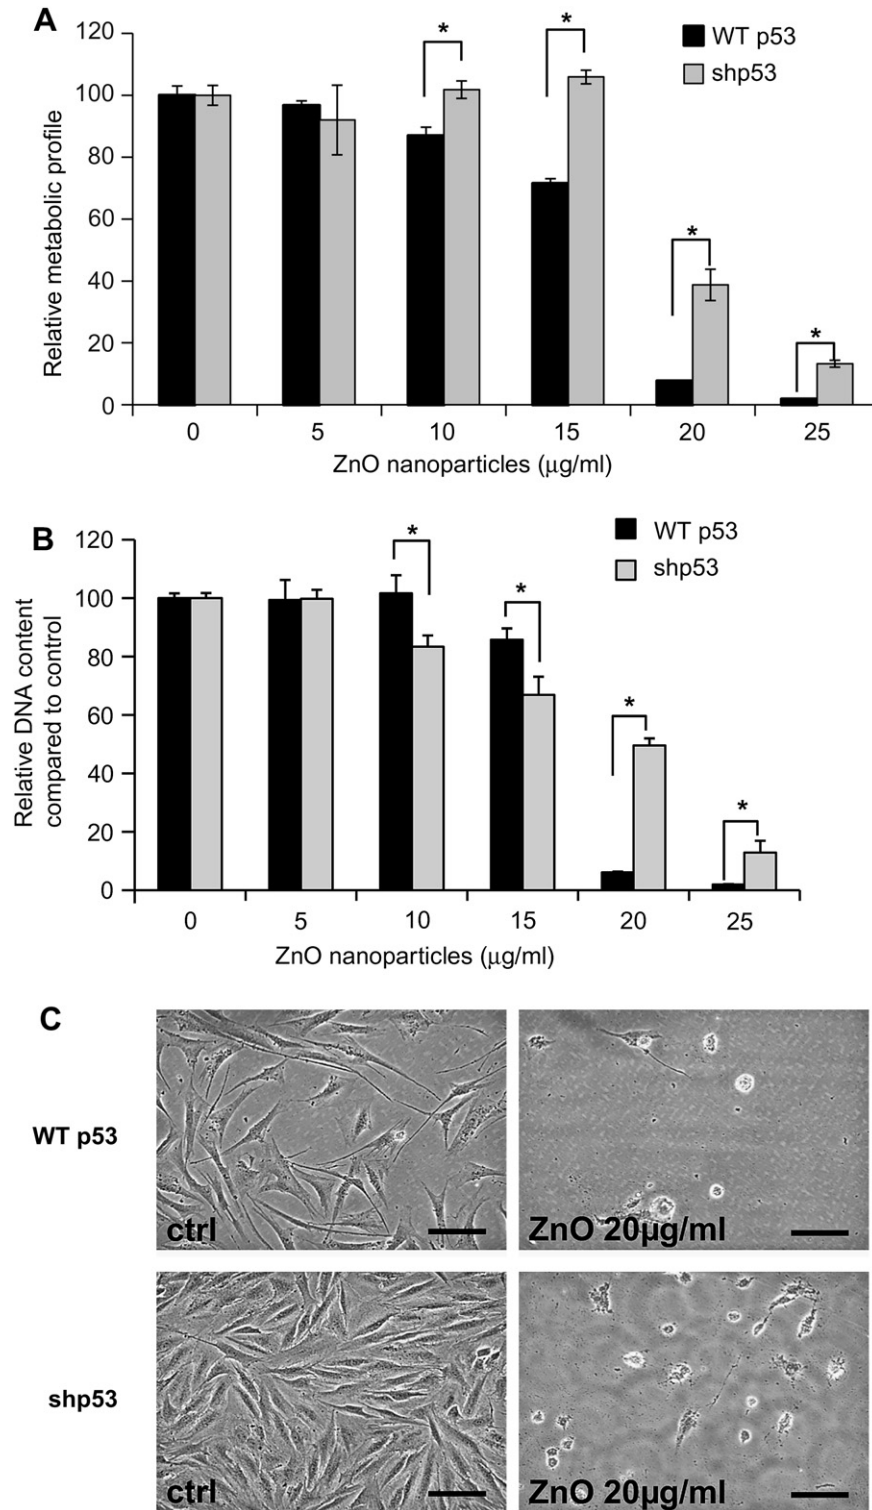 A
Relative metabolic profile
120
100
80
60
40
20
0
* * * *
WT p53
shp53
0 5 10 15 20 25
ZnO nanoparticles (μg/ml)
B
Relative DNA content
compared to control
120
100
80
60
40
20
0
* * * *
WT p53
shp53
0 5 10 15 20 25
ZnO nanoparticles (μg/ml)
C
WT p53
ctrl
ZnO 20μg/ml
shp53
ctrl
ZnO 20μg/ml